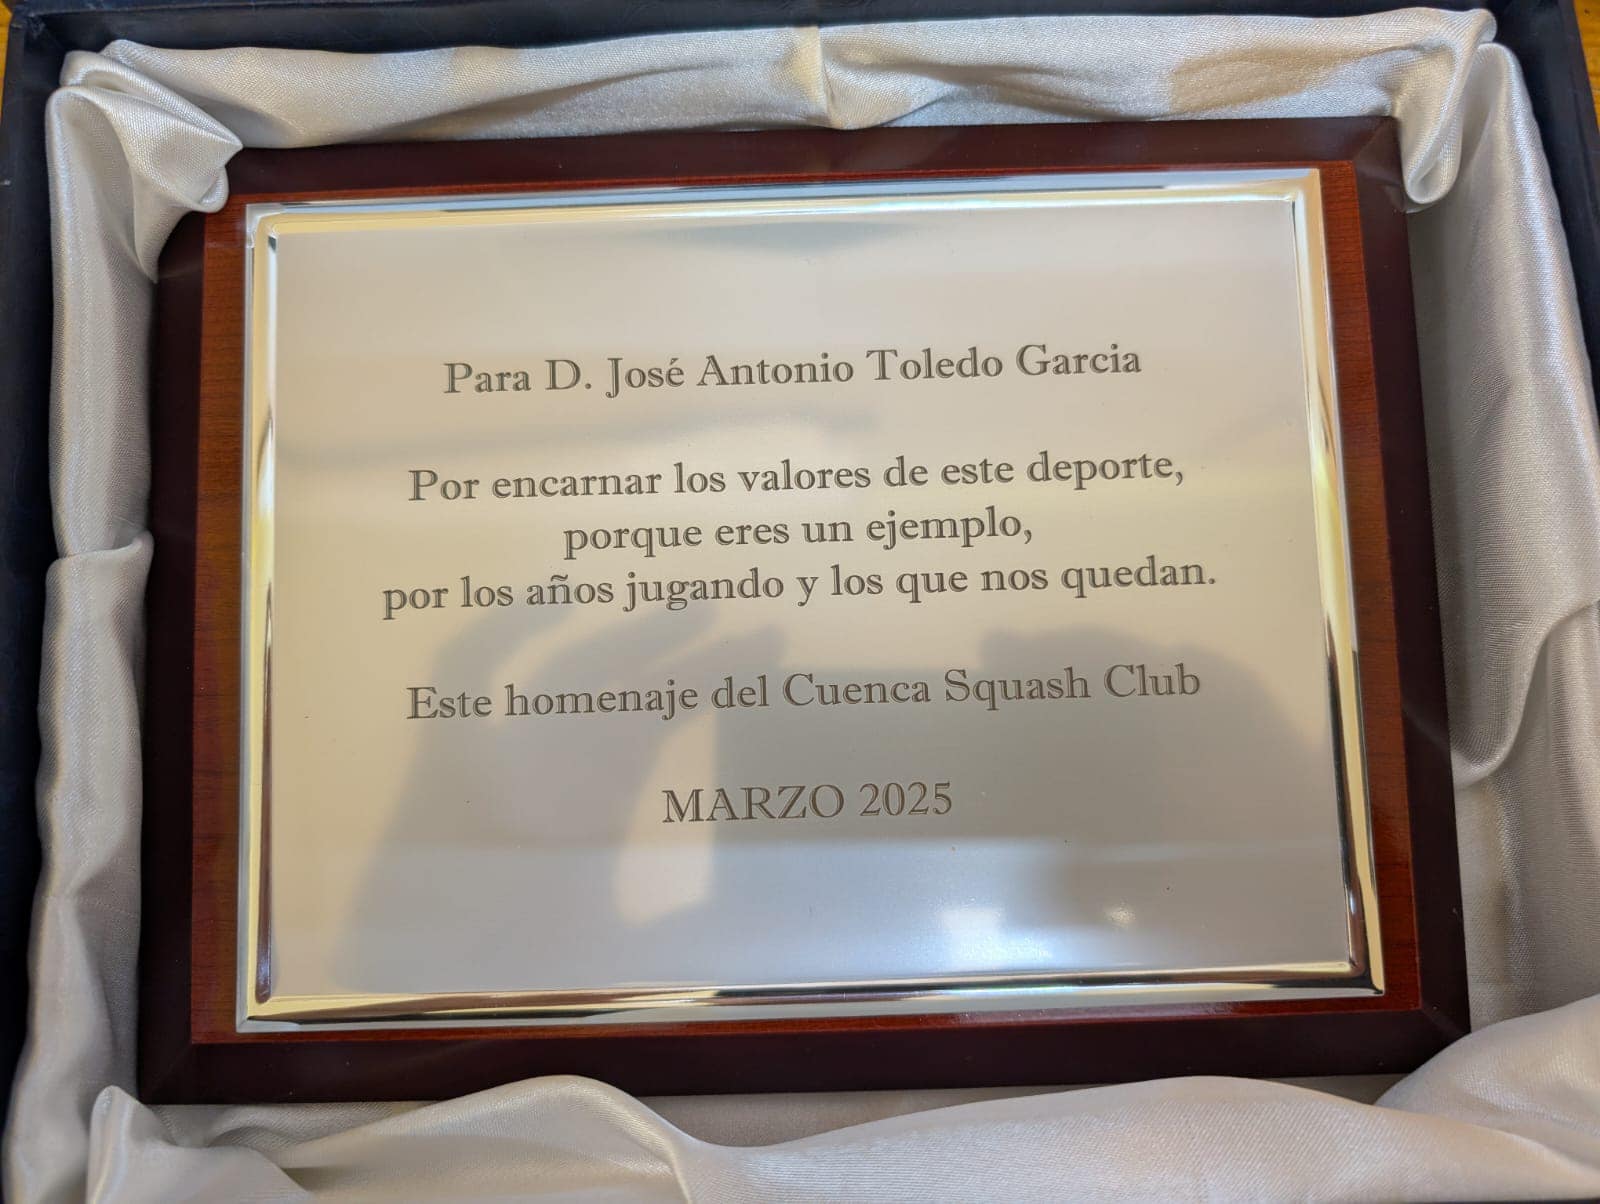 Para D. José Antonio Toledo Garcia
Por encarnar los valores de este deporte,
porque eres un ejemplo,
por los años jugando y los que nos quedan.
Este homenaje del Cuenca Squash Club
MARZO 2025